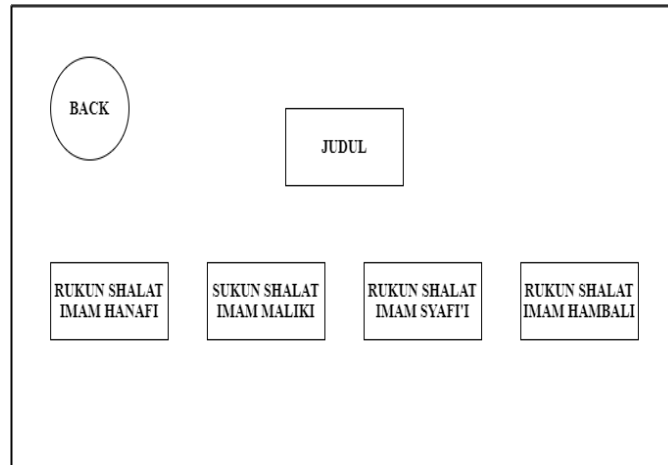 BACK
JUDUL
RUKUN SHALAT
IMAM HANAFI
SUKUN SHALAT
IMAM MALIKI
RUKUN SHALAT
IMAM SYAFI'I
RUKUN SHALAT
IMAM HAMBALI